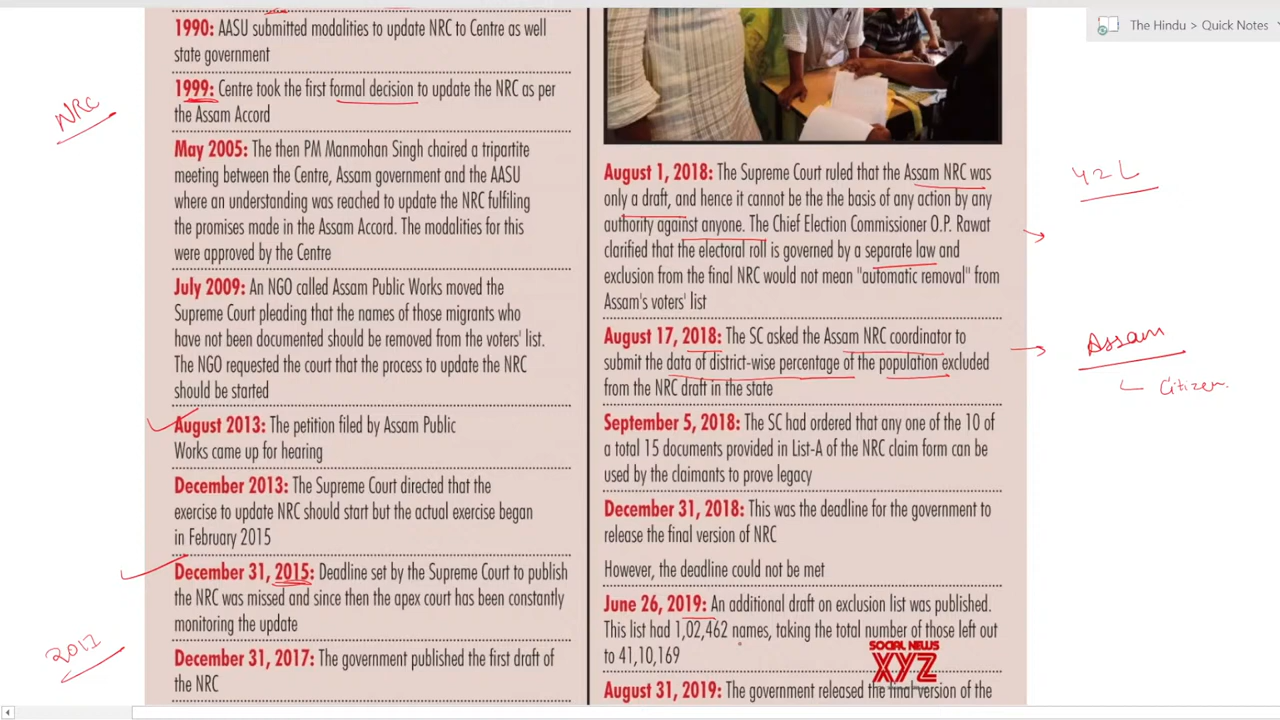 The Hindu > Quick Notes
NRC
2017
1990: AASU submitted modalities to update NRC to Centre as well
state government
1999: Centre took the first formal decision to update the NRC as per
the Assam Accord
May 2005: The then PM Manmohan Singh chaired a tripartite
meeting between the Centre, Assam government and the AASU
where an understanding was reached to update the NRC fulfiling
the promises made in the Assam Accord. The modalities for this
were approved by the Centre
July 2009: An NGO called Assam Public Works moved the
Supreme Court pleading that the names of those migrants who
have not been documented should be removed from the voters' list.
The NGO requested the court that the process to update the NRC
should be started
August 2013: The petition filed by Assam Public
Works came up for hearing
December 2013: The Supreme Court directed that the
exercise to update NRC should start but the actual exercise began
in February 2015
December 31, 2015: Deadline set by the Supreme Court to publish
the NRC was missed and since then the apex court has been constantly
monitoring the update
December 31, 2017: The government published the first draft of
the NRC
August 1, 2018: The Supreme Court ruled that the Assam NRC was
only a draft, and hence it cannot be the the basis of any action by any
authority against anyone. The Chief Election Commissioner O.P. Rawat
clarified that the electoral roll is governed by a separate law and
exclusion from the final NRC would not mean "automatic removal" from
Assam's voters' list
August 17, 2018: The SC asked the Assam NRC coordinator to
submit the data of district-wise percentage of the population excluded
from the NRC draft in the state
September 5, 2018: The SC had ordered that any one of the 10 of
a total 15 documents provided in List-A of the NRC claim form can be
used by the claimants to prove legacy
December 31, 2018: This was the deadline for the government to
release the final version of NRC
However, the deadline could not be met
June 26, 2019: An additional draft on exclusion list was published.
This list had 1,02,462 names, taking the total number of those left out
to 41,10,169
August 31, 2019: The government released the final version of the
SOCIAL NEWS
XYZ
42 L
Assam
Citizen.